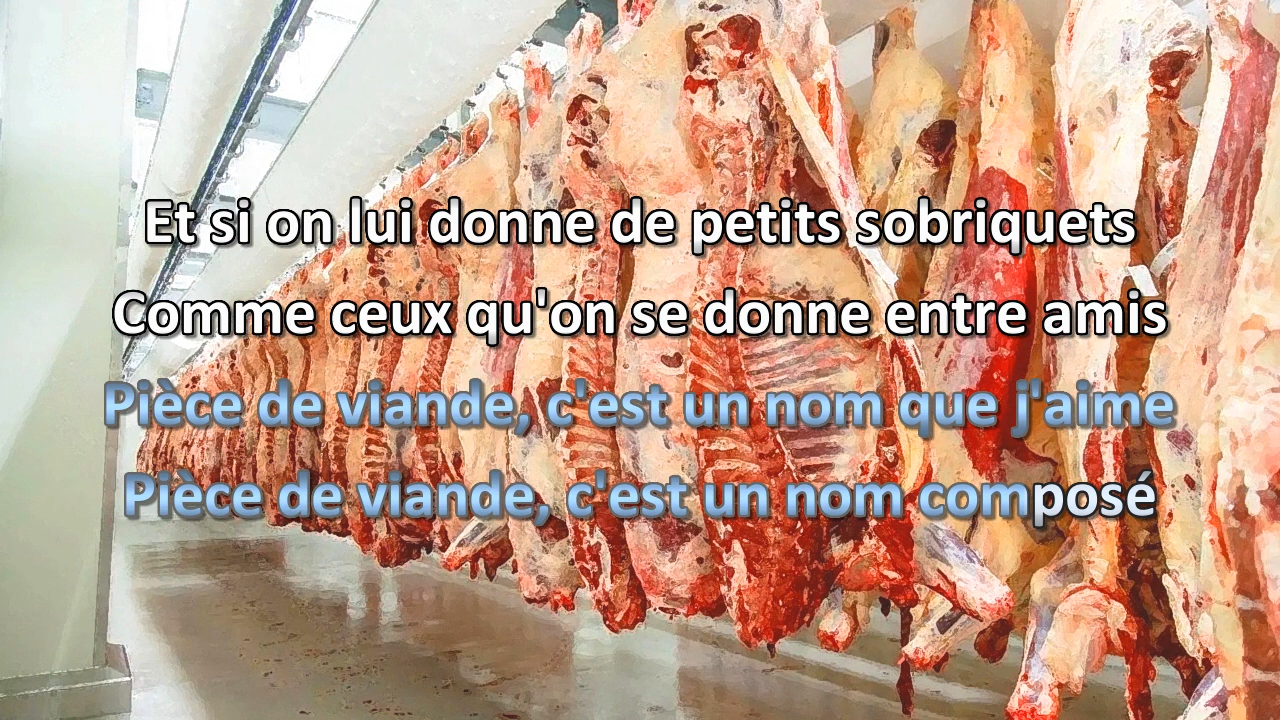 Et si on lui donne de petits sobriquets
Comme ceux qu'on se donne entre amis
Pièce de viande, c'est un nom que j'aime
Pièce de viande, c'est un nom composé